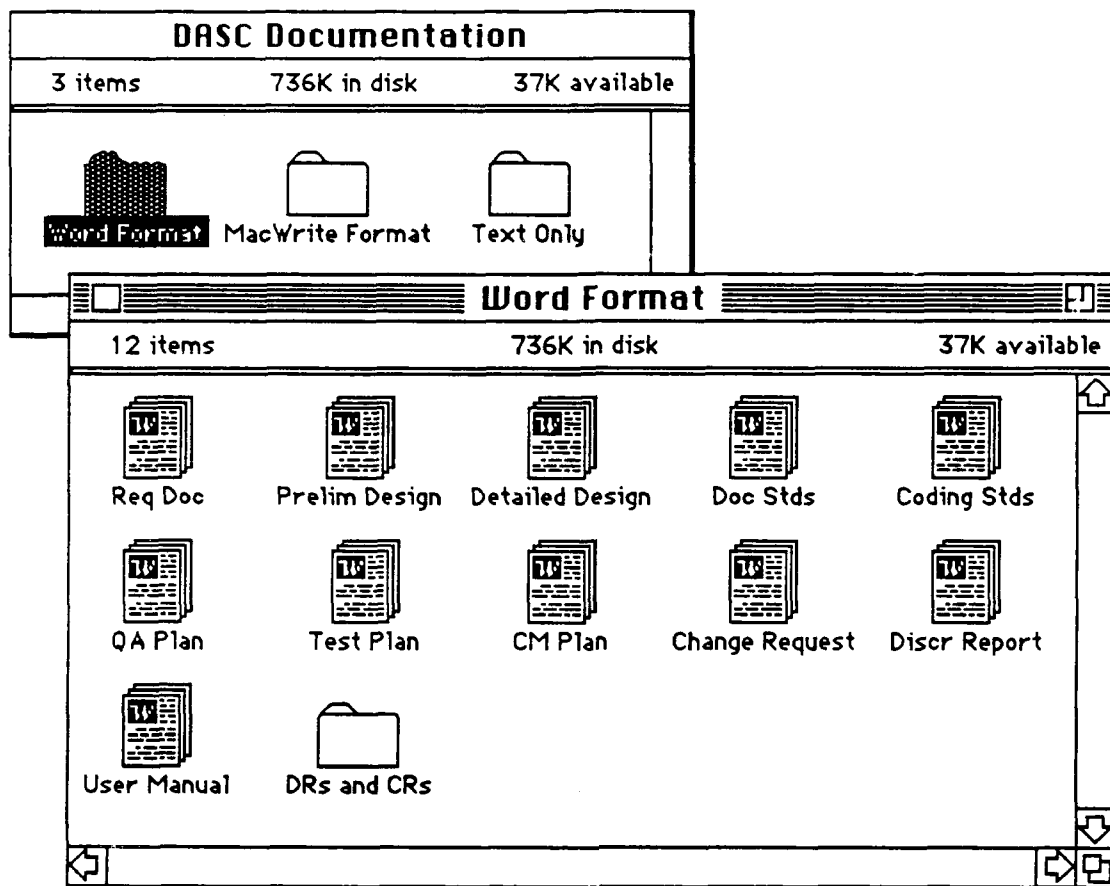 DASC Documentation
3 items 736K in disk 37K available
Word Format MacWrite Format Text Only
Word Format
12 items 736K in disk 37K available
Req Doc Prelim Design Detailed Design Doc Stds Coding Stds
QA Plan Test Plan CM Plan Change Request Discr Report
User Manual DRs and CRs